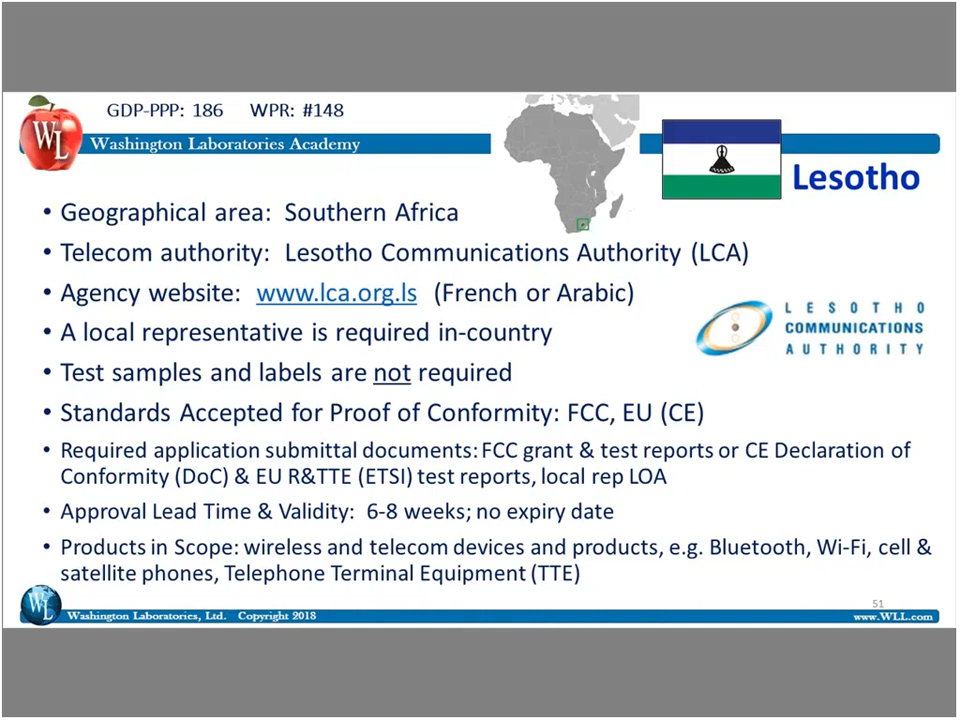 GDP-PPP: 186 WPR: #148
WL
Washington Laboratories Academy
Lesotho
• Geographical area: Southern Africa
• Telecom authority: Lesotho Communications Authority (LCA)
• Agency website: www.lca.org.ls (French or Arabic)
LESOTHO
COMMUNICATIONS
AUTHORITY
• A local representative is required in-country
• Test samples and labels are not required
• Standards Accepted for Proof of Conformity: FCC, EU (CE)
• Required application submittal documents: FCC grant & test reports or CE Declaration of
Conformity (DoC) & EU R&TTE (ETSI) test reports, local rep LOA
• Approval Lead Time & Validity: 6-8 weeks; no expiry date
• Products in Scope: wireless and telecom devices and products, e.g. Bluetooth, Wi-Fi, cell &
satellite phones, Telephone Terminal Equipment (TTE)
51
WL
Washington Laboratories, Ltd. Copyright 2018
www.WLL.com